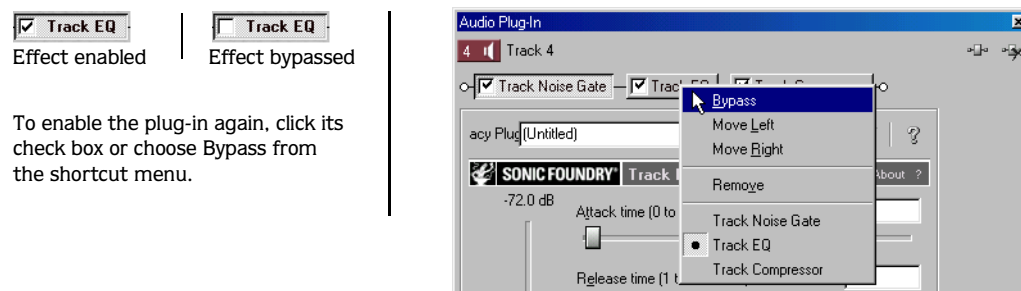 Track EQ
Track EQ
Effect enabled
Effect bypassed
To enable the plug-in again, click its
check box or choose Bypass from
the shortcut menu.
Audio Plug-In
4 Track 4
Track Noise Gate
acy Plug (Untitled)
SONIC FOUNDRY Track
About ?
-72.0 dB
Attack time (0 to
Release time (1 t
Bypass
Move Left
Move Right
Remove
Track Noise Gate
Track EQ
Track Compressor